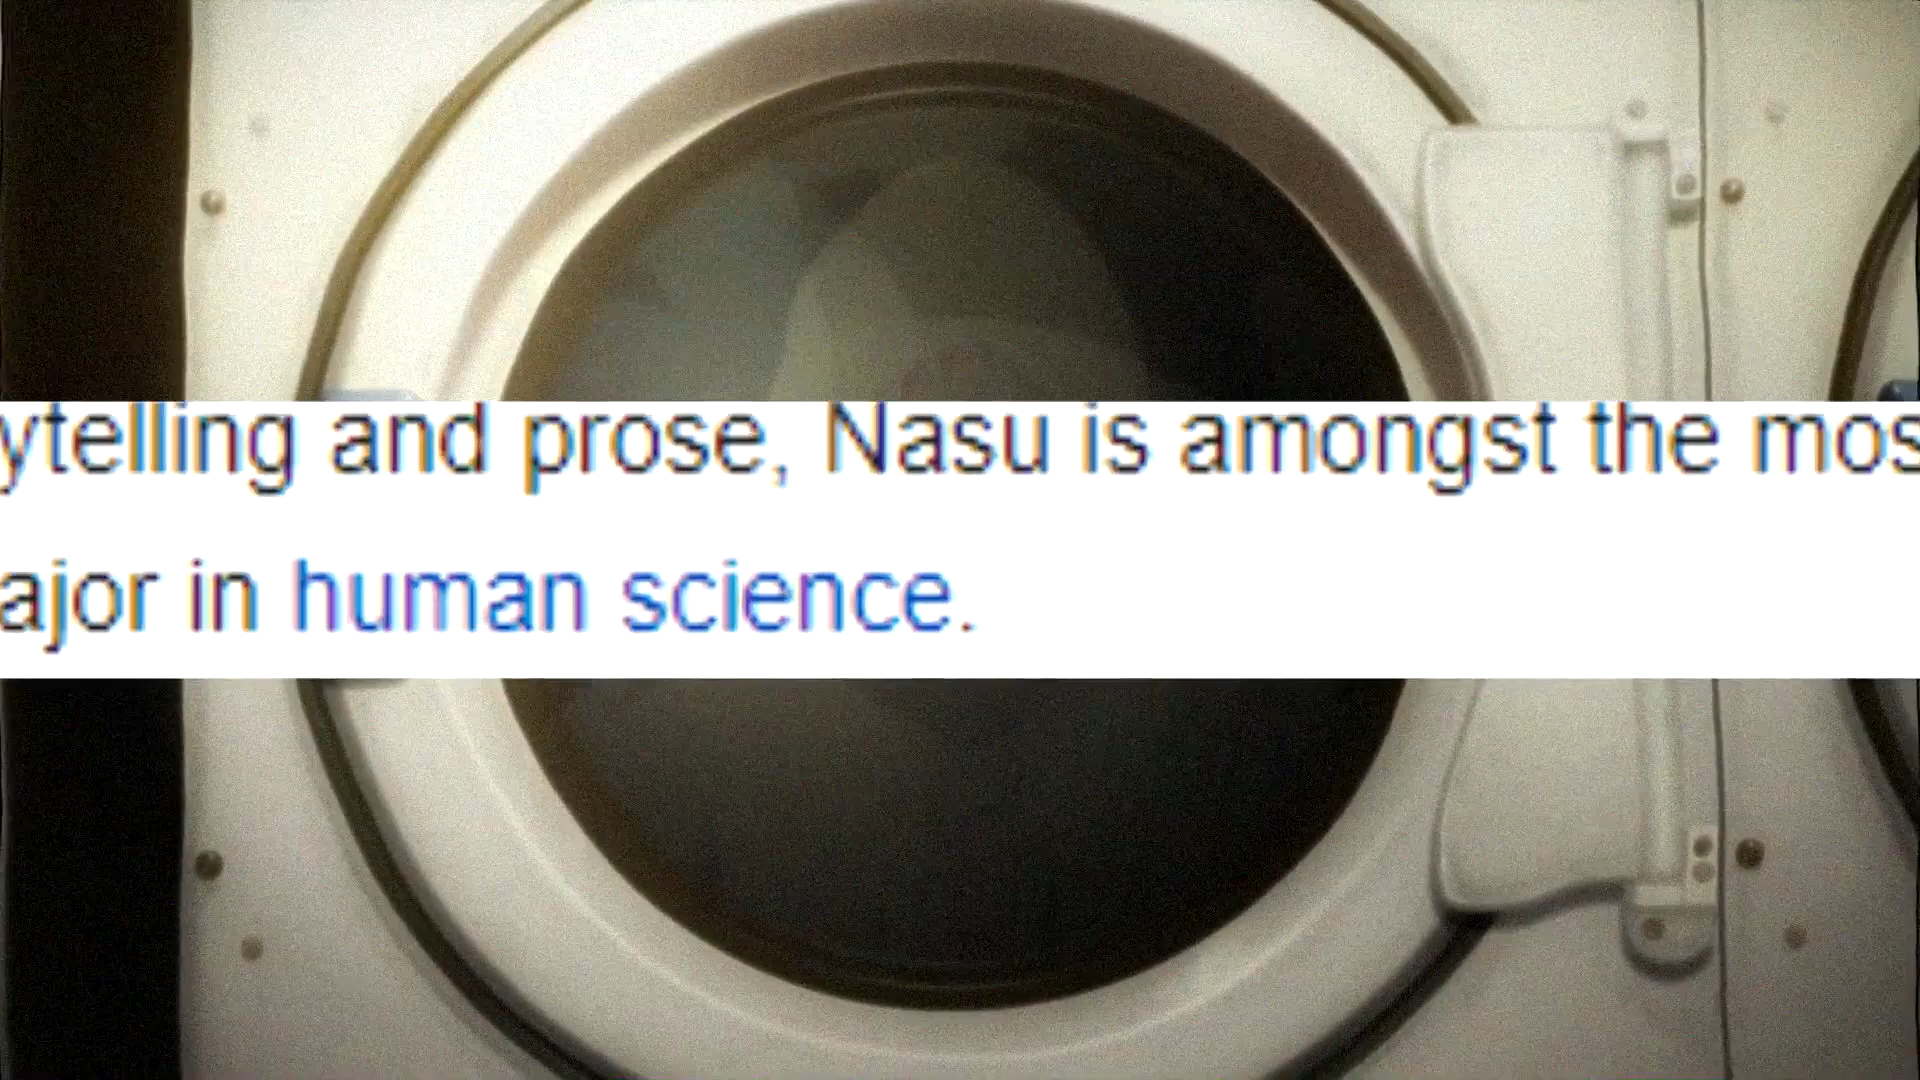 ytelling and prose, Nasu is amongst the mos
ajor in human science.